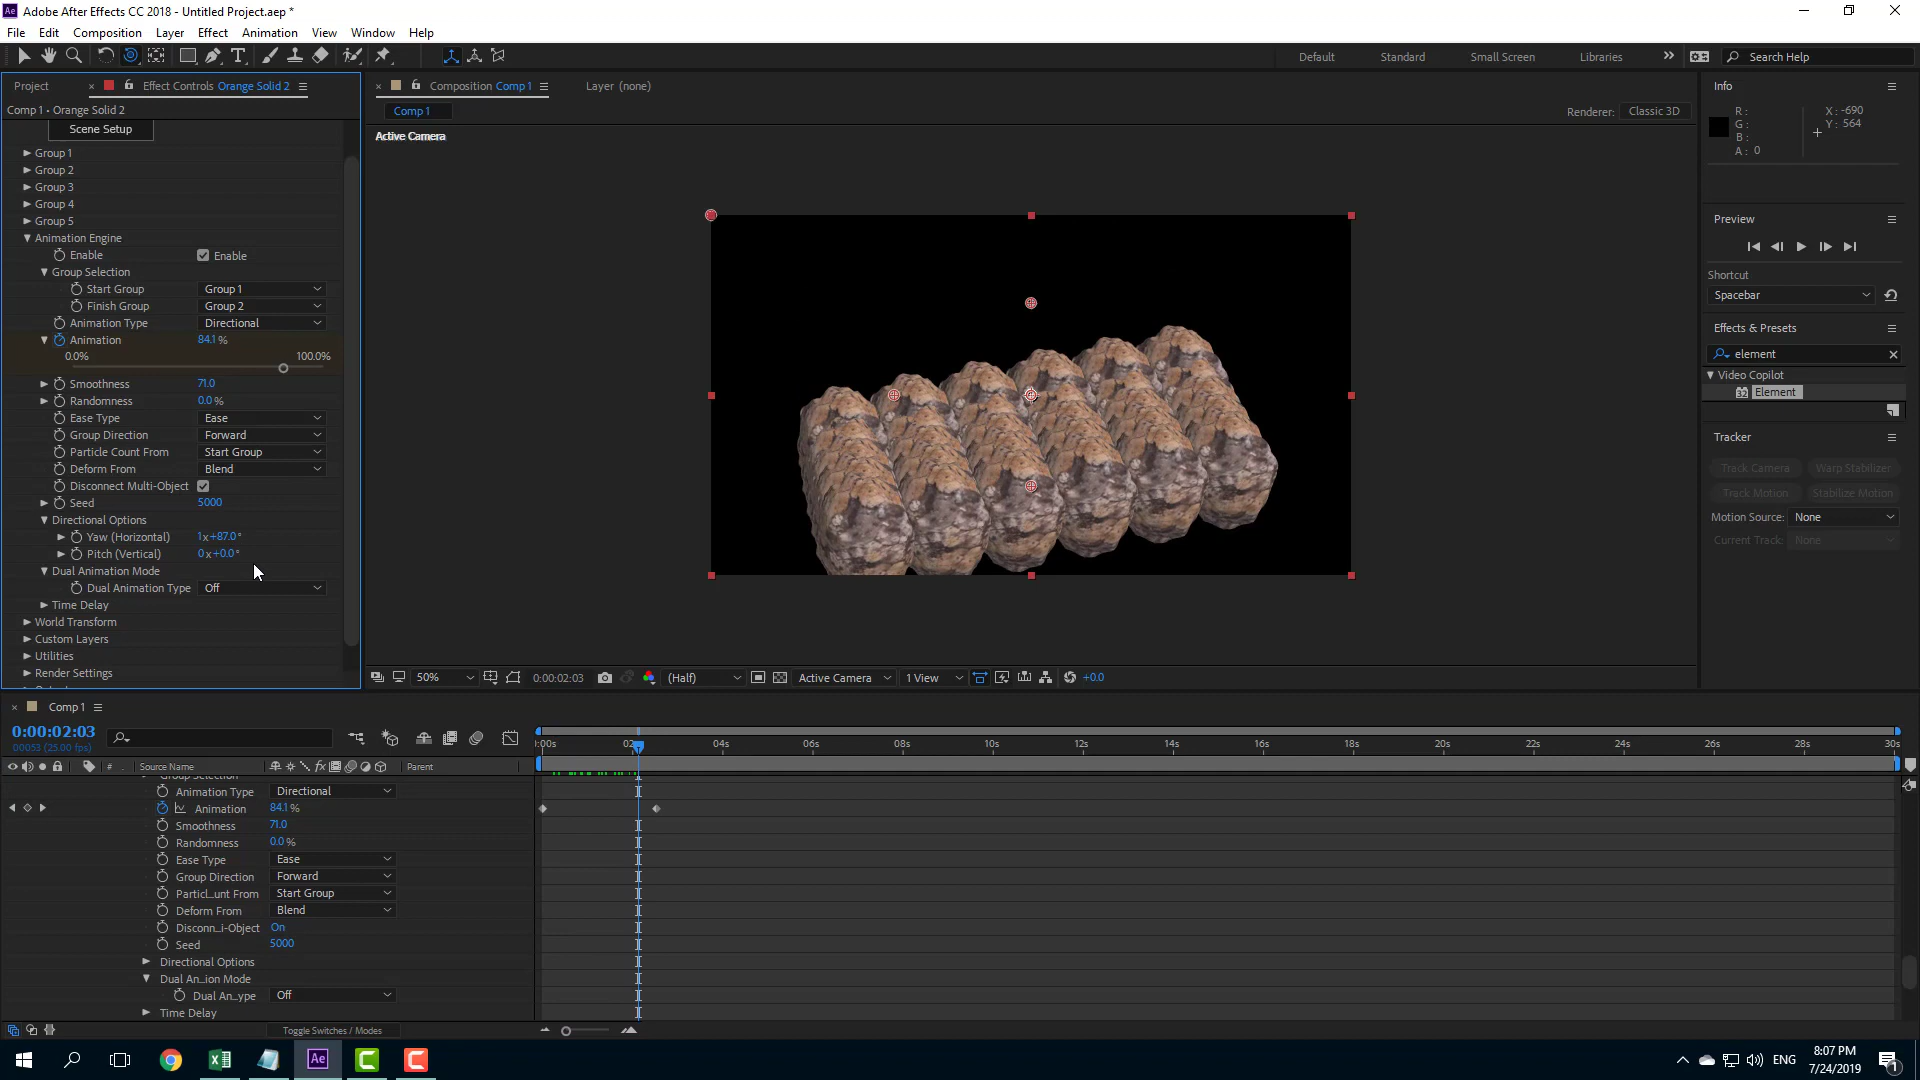 Adobe After Effects CC 2018 - Untitled Project.aep *
File Edit Composition Layer Effect Animation View Window Help
Default Standard Small Screen Libraries Search Help
Project Effect Controls Orange Solid 2
Comp 1 • Orange Solid 2
Scene Setup
Group 1
Group 2
Group 3
Group 4
Group 5
Animation Engine
Enable Enable
Group Selection
Start Group Group 1
Finish Group Group 2
Animation Type Directional
Animation 84.1 %
0.0% 100.0%
Smoothness 71.0
Randomness 0.0 %
Ease Type Ease
Group Direction Forward
Particle Count From Start Group
Deform From Blend
Disconnect Multi-Object
Seed 5000
Directional Options
Yaw (Horizontal) 1x+87.0°
Pitch (Vertical) 0x+0.0°
Dual Animation Mode
Dual Animation Type Off
Time Delay
World Transform
Custom Layers
Utilities
Render Settings
Composition Comp 1 Layer (none)
Comp 1 Renderer: Classic 3D
Active Camera
50% 0:00:02:03 (Half) Active Camera 1 View +0.0
Info
R : X : -690
G : Y : 564
B :
A : 0
Preview
Shortcut
Spacebar
Effects & Presets
element
Video Copilot
32 Element
Tracker
Track Camera Warp Stabilizer
Track Motion Stabilize Motion
Motion Source: None
Current Track: None
Comp 1
0:00:02:03
00053 (25.00 fps)
# Source Name Parent
:00s 02s 04s 06s 08s 10s 12s 14s 16s 18s 20s 22s 24s 26s 28s 30s
Group Selection
Animation Type Directional
Animation 84.1 %
Smoothness 71.0
Randomness 0.0 %
Ease Type Ease
Group Direction Forward
Particl...unt From Start Group
Deform From Blend
Disconn...i-Object On
Seed 5000
Directional Options
Dual An...ion Mode
Dual An...ype Off
Time Delay
Toggle Switches / Modes
Ae ENG 8:07 PM
7/24/2019
1